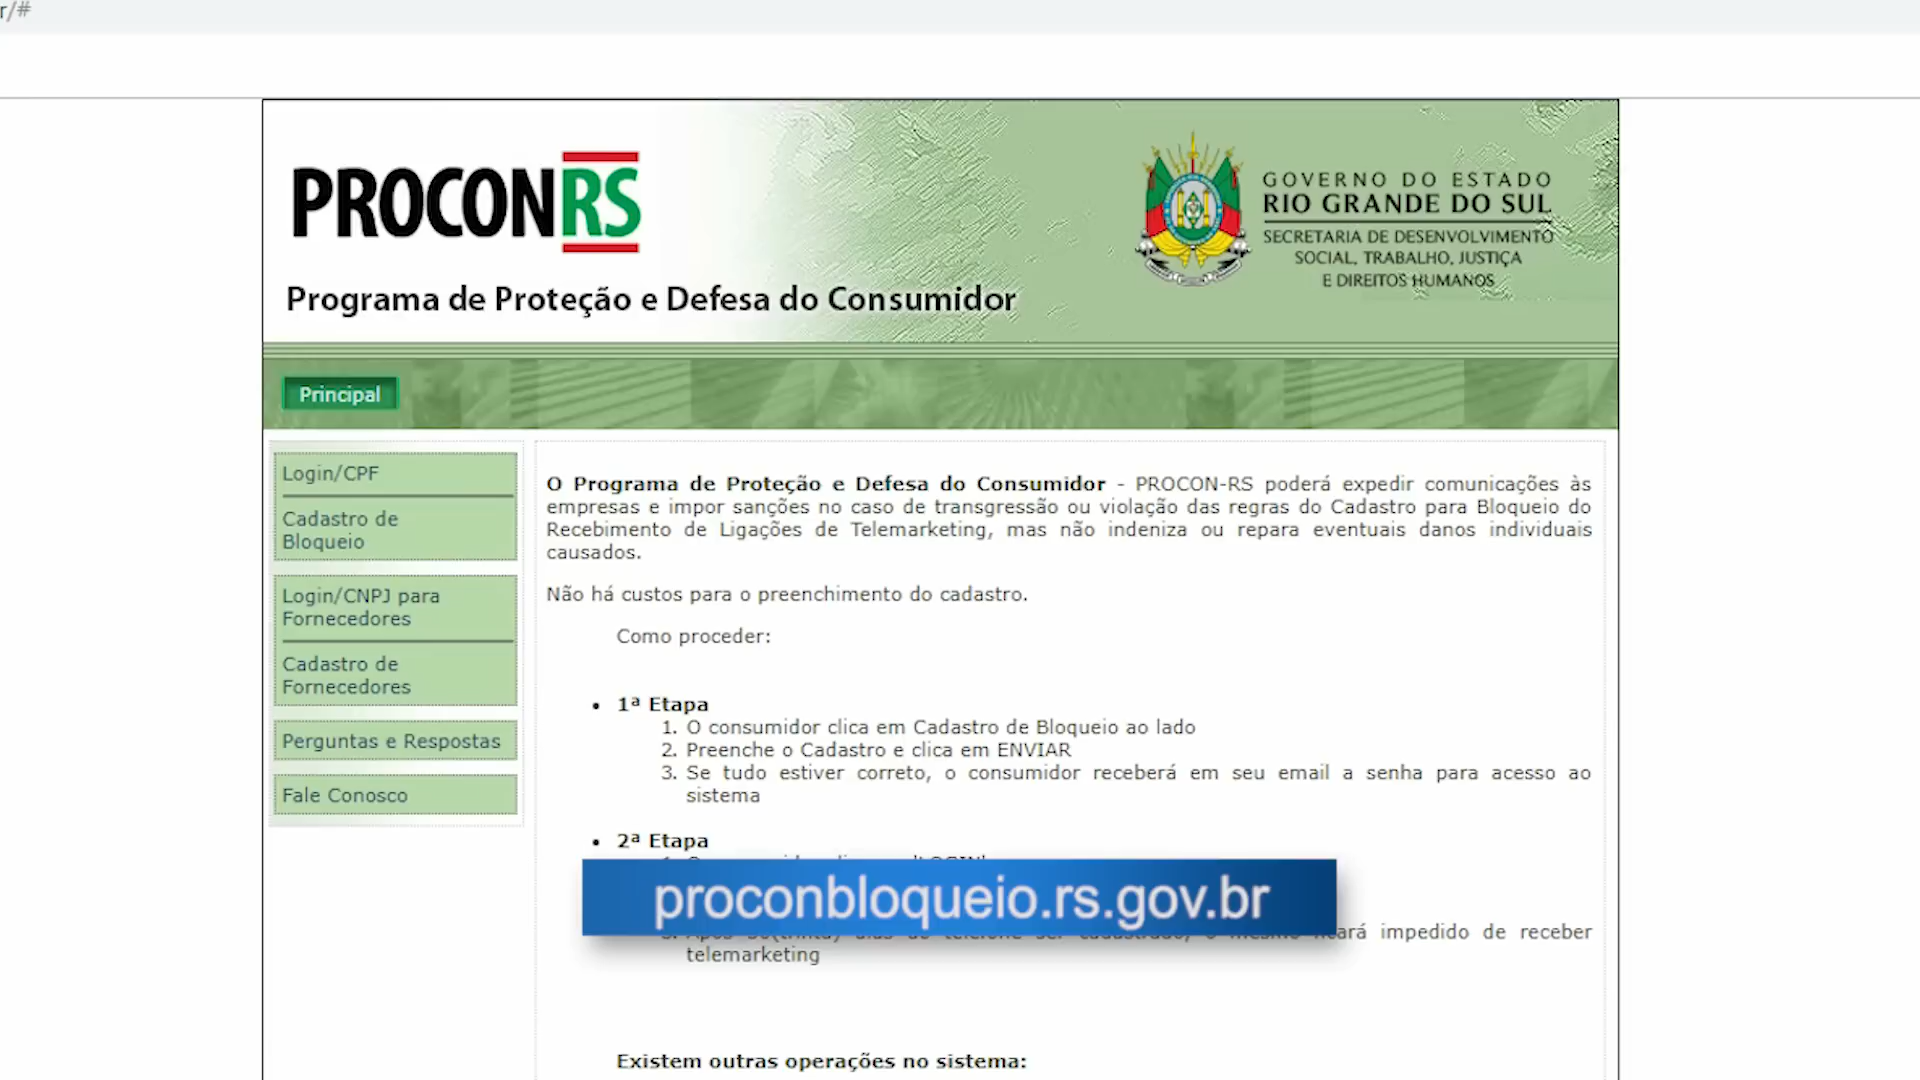 r/#
PROCONRS
Programa de Proteção e Defesa do Consumidor
GOVERNO DO ESTADO
RIO GRANDE DO SUL
SECRETARIA DE DESENVOLVIMENTO
SOCIAL, TRABALHO, JUSTIÇA
E DIREITOS HUMANOS
Principal
Login/CPF
Cadastro de
Bloqueio
Login/CNPJ para
Fornecedores
Cadastro de
Fornecedores
Perguntas e Respostas
Fale Conosco
O Programa de Proteção e Defesa do Consumidor - PROCON-RS poderá expedir comunicações às
empresas e impor sanções no caso de transgressão ou violação das regras do Cadastro para Bloqueio do
Recebimento de Ligações de Telemarketing, mas não indeniza ou repara eventuais danos individuais
causados.
Não há custos para o preenchimento do cadastro.
Como proceder:
• 1ª Etapa
1. O consumidor clica em Cadastro de Bloqueio ao lado
2. Preenche o Cadastro e clica em ENVIAR
3. Se tudo estiver correto, o consumidor receberá em seu email a senha para acesso ao
sistema
• 2ª Etapa
proconbloqueio.rs.gov.br
impedido de receber
telemarketing
Existem outras operações no sistema: